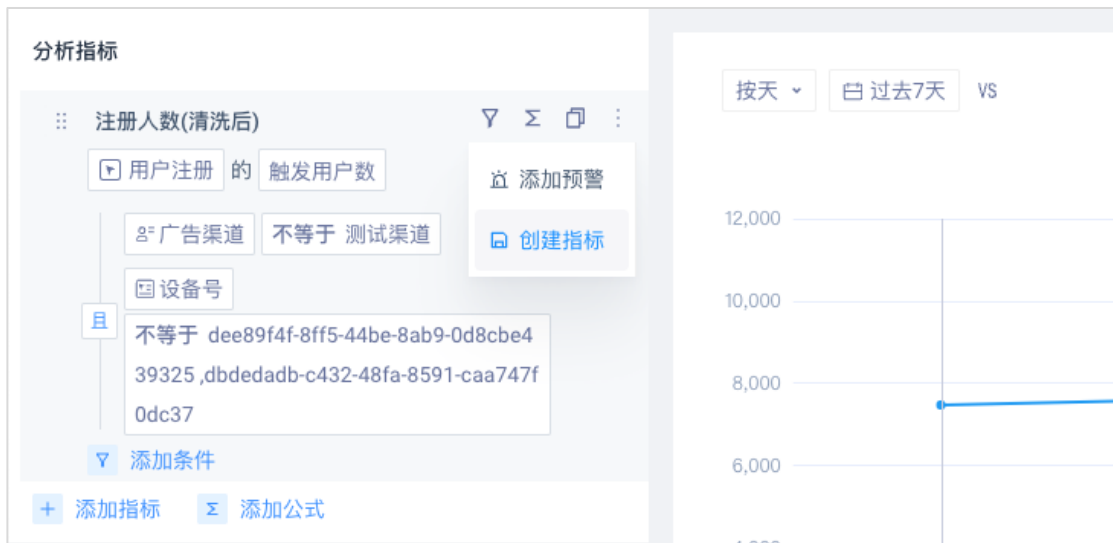 分析指标
注册人数(清洗后)
用户注册 的 触发用户数
广告渠道 不等于 测试渠道
设备号
且
不等于 dee89f4f-8ff5-44be-8ab9-0d8cbe4
39325 ,dbdedadb-c432-48fa-8591-caa747f
0dc37
添加条件
添加指标 添加公式
添加预警
创建指标
按天 过去7天 VS
12,000
10,000
8,000
6,000